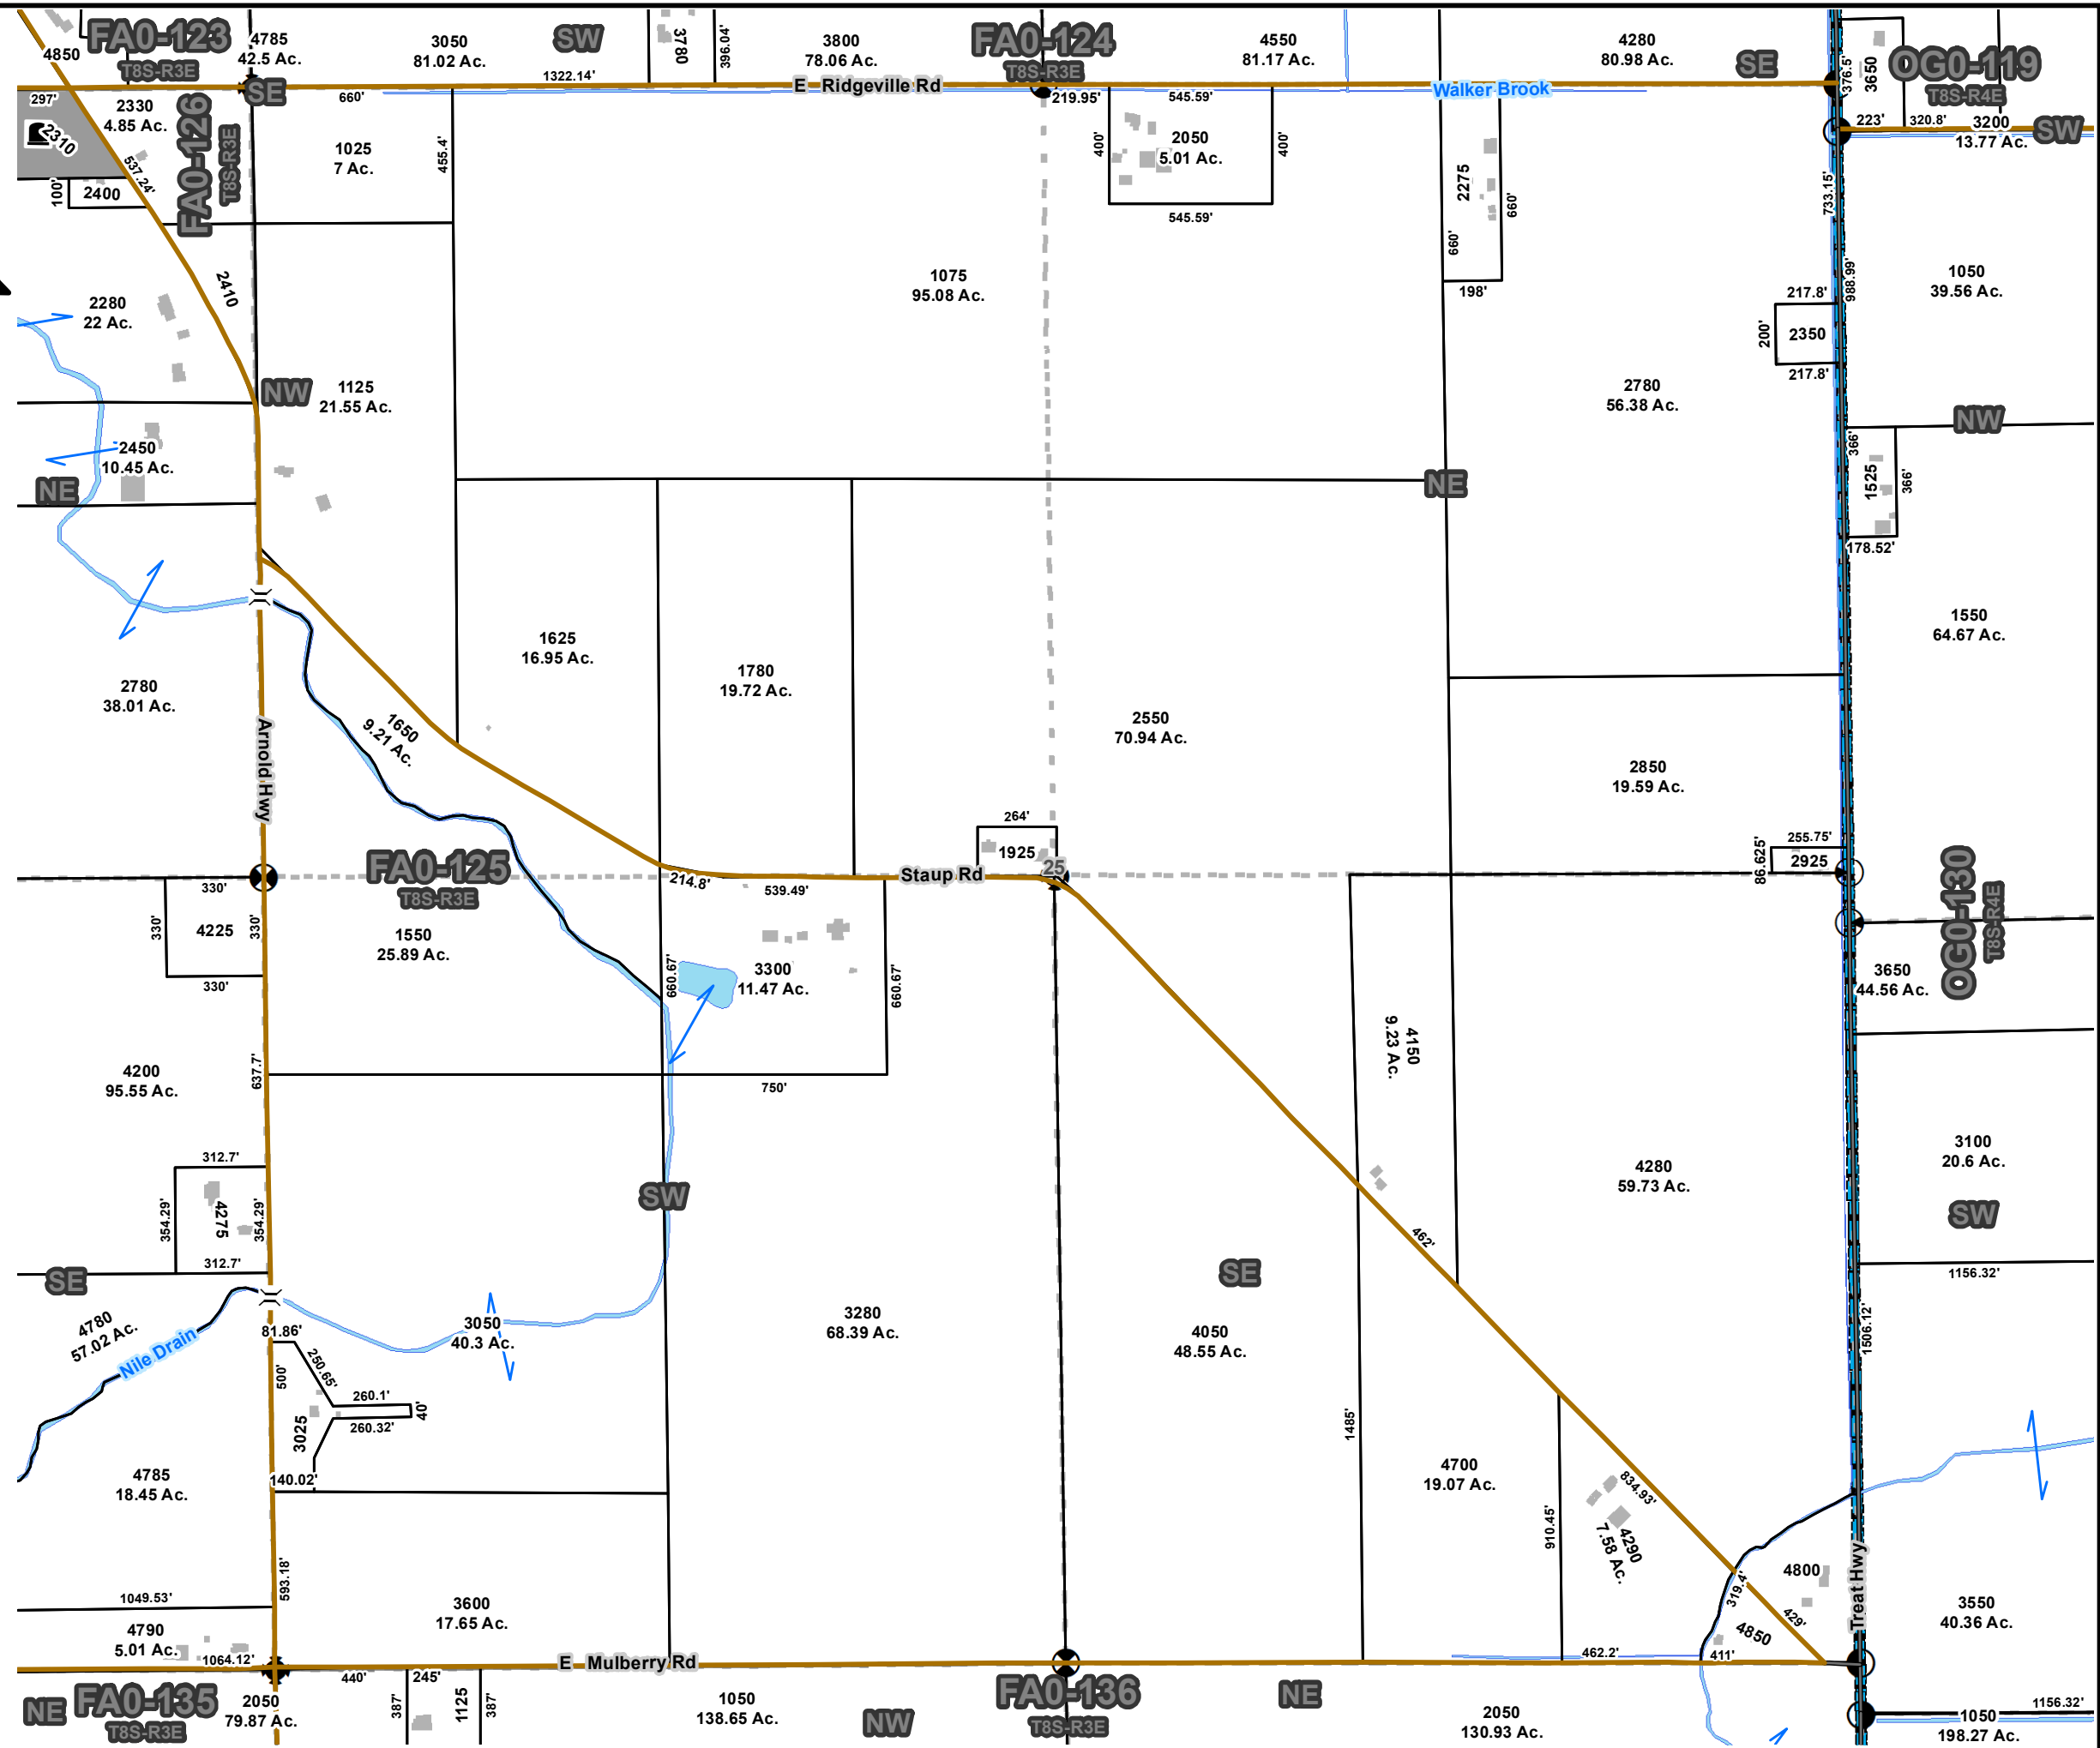 FA0-123
T8S-R3E
4850
4785
42.5 Ac.
3050
81.02 Ac.
SW
3780
396.04'
3800
78.06 Ac.
FA0-124
T8S-R3E
4550
81.17 Ac.
4280
80.98 Ac.
SE
376.5'
3650
OG0-119
T8S-R4E
1322.14'
E Ridgeville Rd
Walker Brook
297'
2330
4.85 Ac.
SE
660'
219.95'
545.59'
223'
320.8'
3200
13.77 Ac.
SW
2310
537.24'
FA0-126
T8S-R3E
1025
7 Ac.
455.4'
400'
2050
5.01 Ac.
400'
545.59'
2275
660'
660'
198'
733.15'
100'
2400
2410
2280
22 Ac.
1075
95.08 Ac.
988.99'
1050
39.56 Ac.
217.8'
200'
2350
217.8'
NW
1125
21.55 Ac.
2780
56.38 Ac.
NW
2450
10.45 Ac.
NE
NE
366'
1525
366'
178.52'
1625
16.95 Ac.
1780
19.72 Ac.
1550
64.67 Ac.
2780
38.01 Ac.
Arnold Hwy
1650
9.21 Ac.
2550
70.94 Ac.
2850
19.59 Ac.
264'
1925
25
255.75'
86.625'
2925
FA0-125
T8S-R3E
214.8'
539.49'
Staup Rd
OG0-130
T8S-R4E
330'
330'
4225
330'
330'
1550
25.89 Ac.
660.67'
3300
11.47 Ac.
660.67'
750'
3650
44.56 Ac.
4150
9.23 Ac.
4200
95.55 Ac.
637.7'
3100
20.6 Ac.
312.7'
354.29'
4275
354.29'
312.7'
SW
4280
59.73 Ac.
SW
SE
SE
462'
1156.32'
4780
57.02 Ac.
Nile Drain
81.86'
500'
250.65'
260.1'
40'
260.32'
3025
140.02'
3050
40.3 Ac.
3280
68.39 Ac.
4050
48.55 Ac.
1506.12'
1485'
4785
18.45 Ac.
4700
19.07 Ac.
834.93'
910.45'
4290
7.58 Ac.
4800
319.4'
429'
4850
Treat Hwy
593.18'
1049.53'
3600
17.65 Ac.
3550
40.36 Ac.
4790
5.01 Ac.
1064.12'
E Mulberry Rd
462.2'
411'
NE
FA0-135
T8S-R3E
2050
79.87 Ac.
440'
245'
387'
1125
387'
1050
138.65 Ac.
NW
FA0-136
T8S-R3E
NE
2050
130.93 Ac.
1156.32'
1050
198.27 Ac.